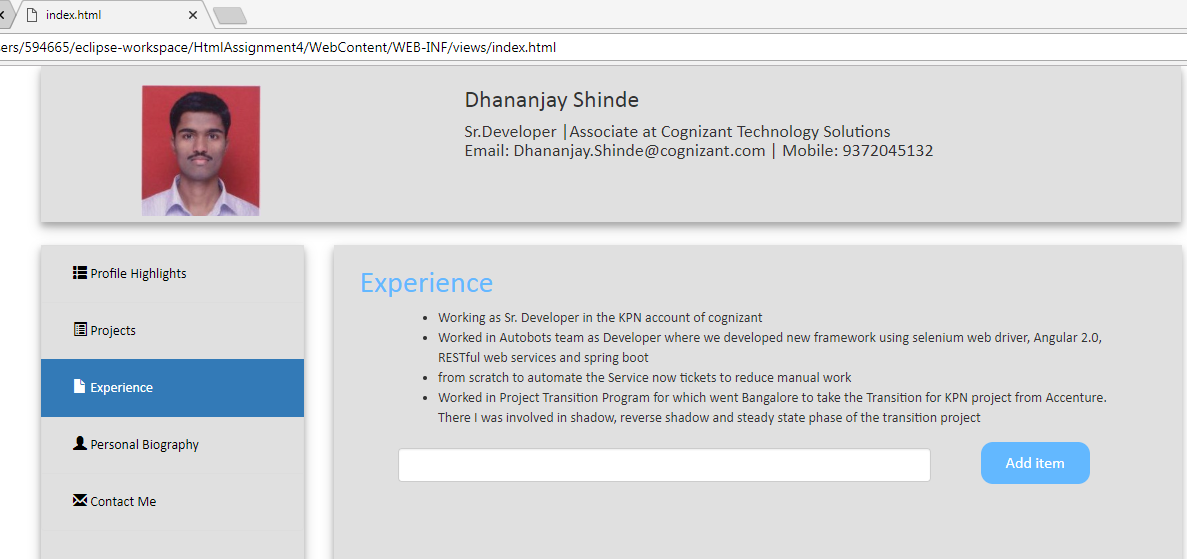 index.html
ers/594665/eclipse-workspace/HtmlAssignment4/WebContent/WEB-INF/views/index.html
Dhananjay Shinde
Sr.Developer |Associate at Cognizant Technology Solutions
Email: Dhananjay.Shinde@cognizant.com | Mobile: 9372045132
Profile Highlights
Projects
Experience
Personal Biography
Contact Me
Experience
Working as Sr. Developer in the KPN account of cognizant
Worked in Autobots team as Developer where we developed new framework using selenium web driver, Angular 2.0,
RESTful web services and spring boot
from scratch to automate the Service now tickets to reduce manual work
Worked in Project Transition Program for which went Bangalore to take the Transition for KPN project from Accenture.
There I was involved in shadow, reverse shadow and steady state phase of the transition project
Add item